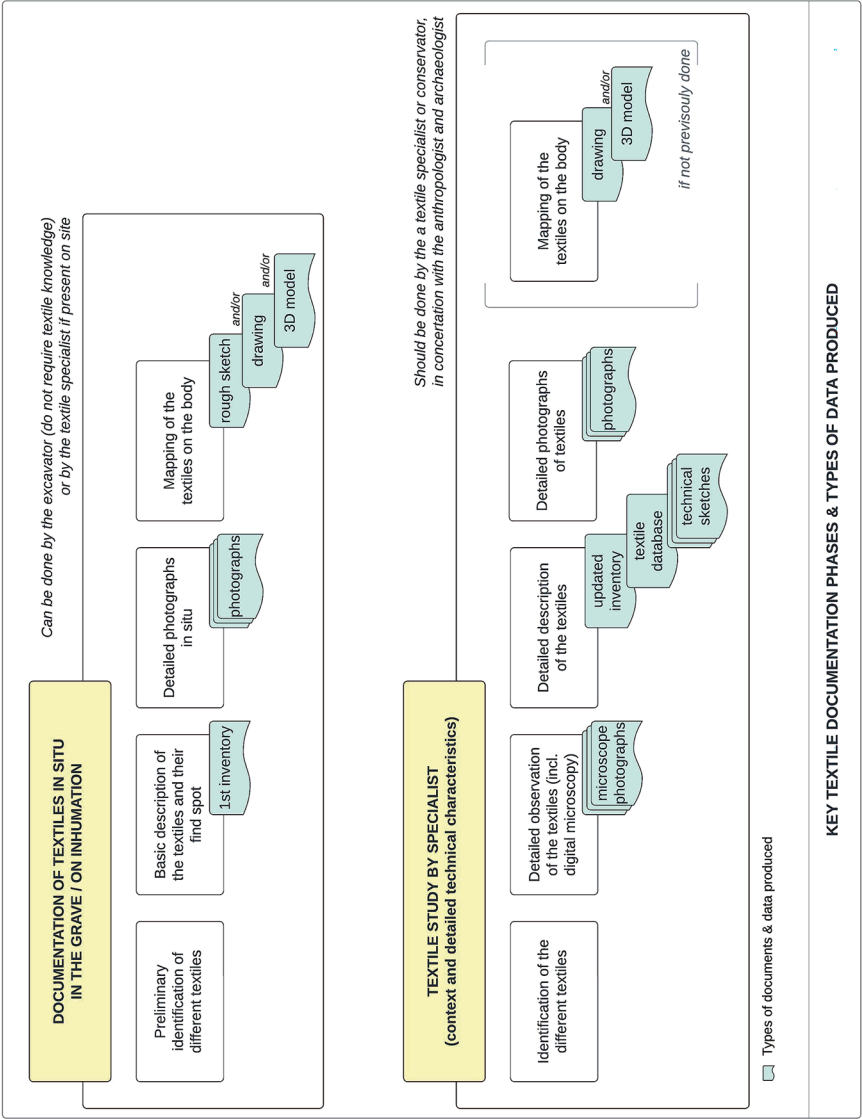 DOCUMENTATION OF TEXTILES IN SITU
IN THE GRAVE / ON INHUMATION
Can be done by the excavator (do not require textile knowledge)
or by the textile specialist if present on site
Preliminary
identification of
different textiles
Basic description of
the textiles and their
find spot
1st inventory
Detailed photographs
in situ
photographs
Mapping of the
textiles on the body
rough sketch
and/or
drawing
and/or
3D model
TEXTILE STUDY BY SPECIALIST
(context and detailed technical characteristics)
Should be done by the a textile specialist or conservator,
in concertation with the anthropologist and archaeologist
Identification of the
different textiles
Detailed observation
of the textiles (incl.
digital microscopy)
microscope
photographs
Detailed description
of the textiles
updated
inventory
textile
database
technical
sketches
Detailed photographs
of textiles
photographs
Mapping of the
textiles on the body
drawing
and/or
3D model
if not previsouly done
Types of documents & data produced
KEY TEXTILE DOCUMENTATION PHASES & TYPES OF DATA PRODUCED